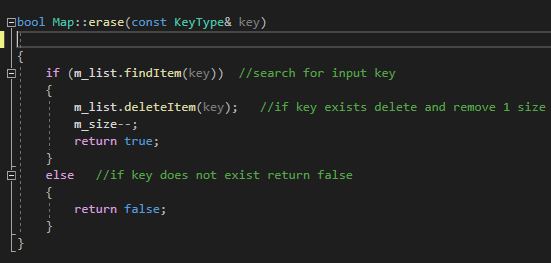 bool Map::erase(const KeyType& key)
{
if (m_list.findItem(key)) //search for input key
{
m_list.deleteItem(key); //if key exists delete and remove 1 size
m_size--;
return true;
}
else //if key does not exist return false
{
return false;
}
}